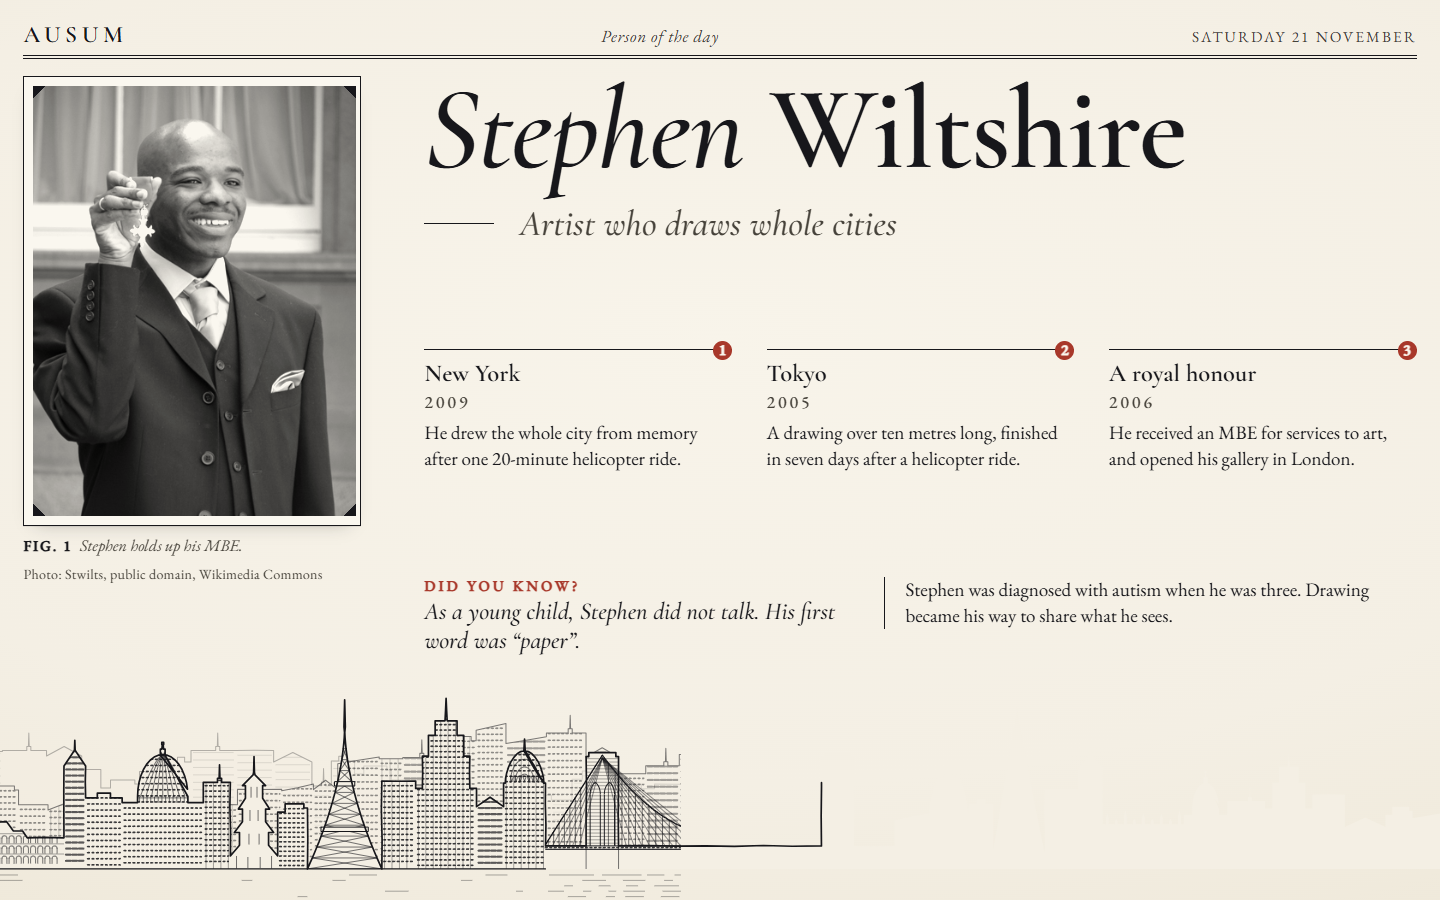 AUSUM
Person of the day
SATURDAY 21 NOVEMBER
Stephen Wiltshire
Artist who draws whole cities
1
New York
2009
He drew the whole city from memory
after one 20-minute helicopter ride.
2
Tokyo
2005
A drawing over ten metres long, finished
in seven days after a helicopter ride.
3
A royal honour
2006
He received an MBE for services to art,
and opened his gallery in London.
FIG. 1 Stephen holds up his MBE.
Photo: Stwilts, public domain, Wikimedia Commons
DID YOU KNOW?
As a young child, Stephen did not talk. His first
word was “paper”.
Stephen was diagnosed with autism when he was three. Drawing
became his way to share what he sees.